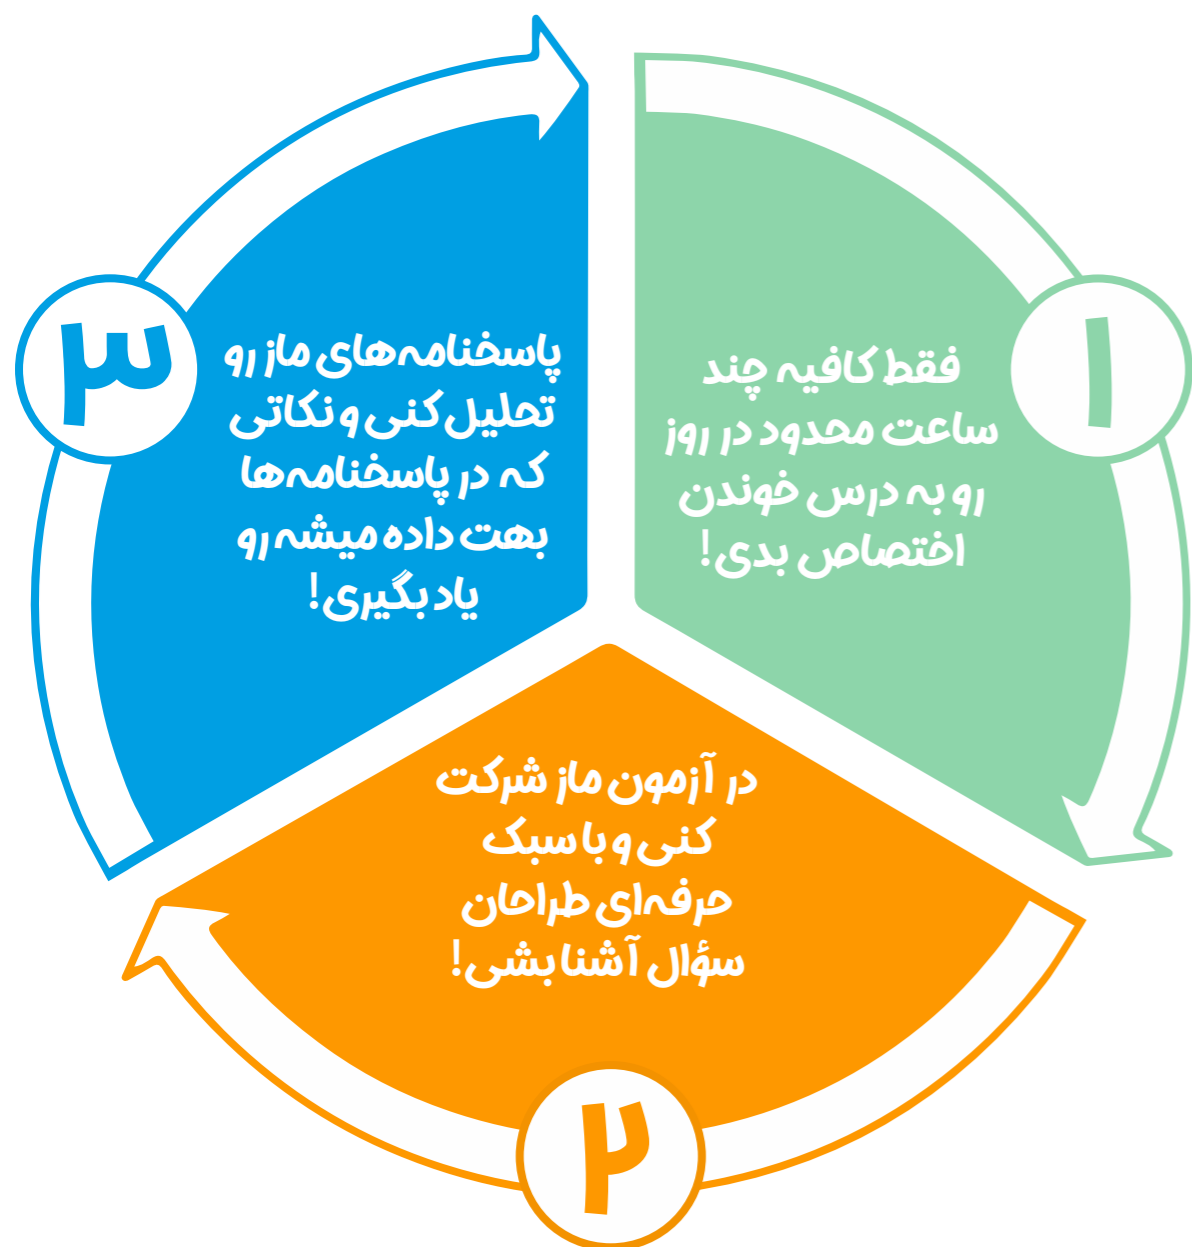 ۱
فقط کافیه چند
ساعت محدود در روز
رو به درس خوندن
اختصاص بدی!
۲
در آزمون ماز شرکت
کنی و با سبک
حرفه‌ای طراحان
سؤال آشنا بشی!
۳
پاسخنامه‌های ماز رو
تحلیل کنی و نکاتی
که در پاسخنامه‌ها
بهت داده میشه رو
یاد بگیری!